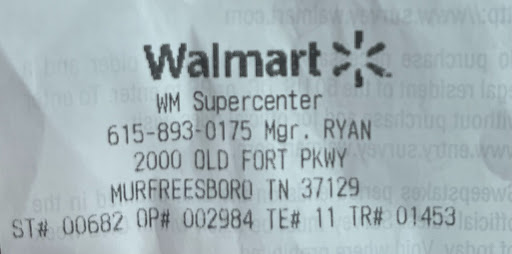 Walmart
WM Supercenter
615-893-0175 Mgr. RYAN
2000 OLD FORT PKWY
MURFREESBORO TN 37129
ST# 00682 OP# 002984 TE# 11 TR# 01453